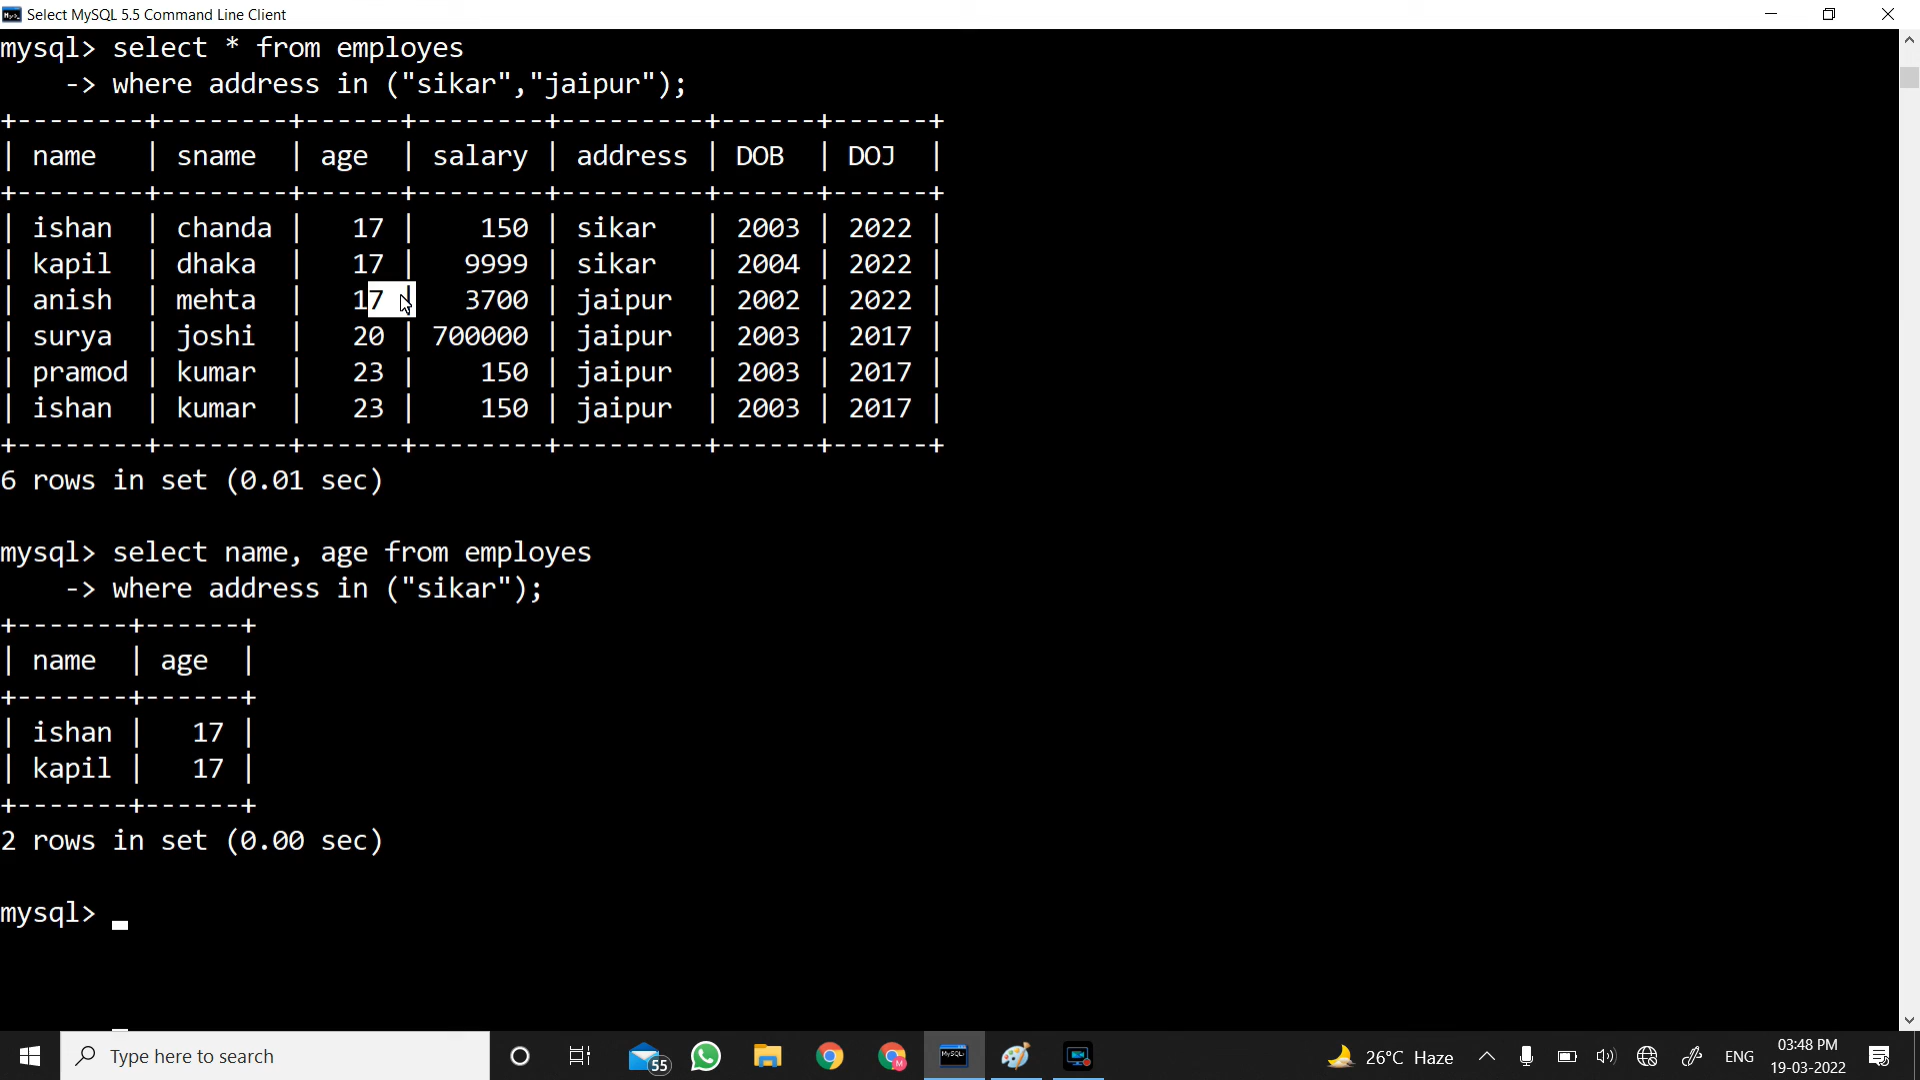 Select MySQL 5.5 Command Line Client
mysql> select * from employes
    -> where address in ("sikar","jaipur");
+--------+--------+------+--------+---------+------+------+
| name   | sname  | age  | salary | address | DOB  | DOJ  |
+--------+--------+------+--------+---------+------+------+
| ishan  | chanda |   17 |    150 | sikar   | 2003 | 2022 |
| kapil  | dhaka  |   17 |   9999 | sikar   | 2004 | 2022 |
| anish  | mehta  |   17 |   3700 | jaipur  | 2002 | 2022 |
| surya  | joshi  |   20 | 700000 | jaipur  | 2003 | 2017 |
| pramod | kumar  |   23 |    150 | jaipur  | 2003 | 2017 |
| ishan  | kumar  |   23 |    150 | jaipur  | 2003 | 2017 |
+--------+--------+------+--------+---------+------+------+
6 rows in set (0.01 sec)
mysql> select name, age from employes
    -> where address in ("sikar");
+-------+------+
| name  | age  |
+-------+------+
| ishan |   17 |
| kapil |   17 |
+-------+------+
2 rows in set (0.00 sec)
mysql>
Type here to search
55
M
MySQL>
26°C Haze
ENG
03:48 PM
19-03-2022